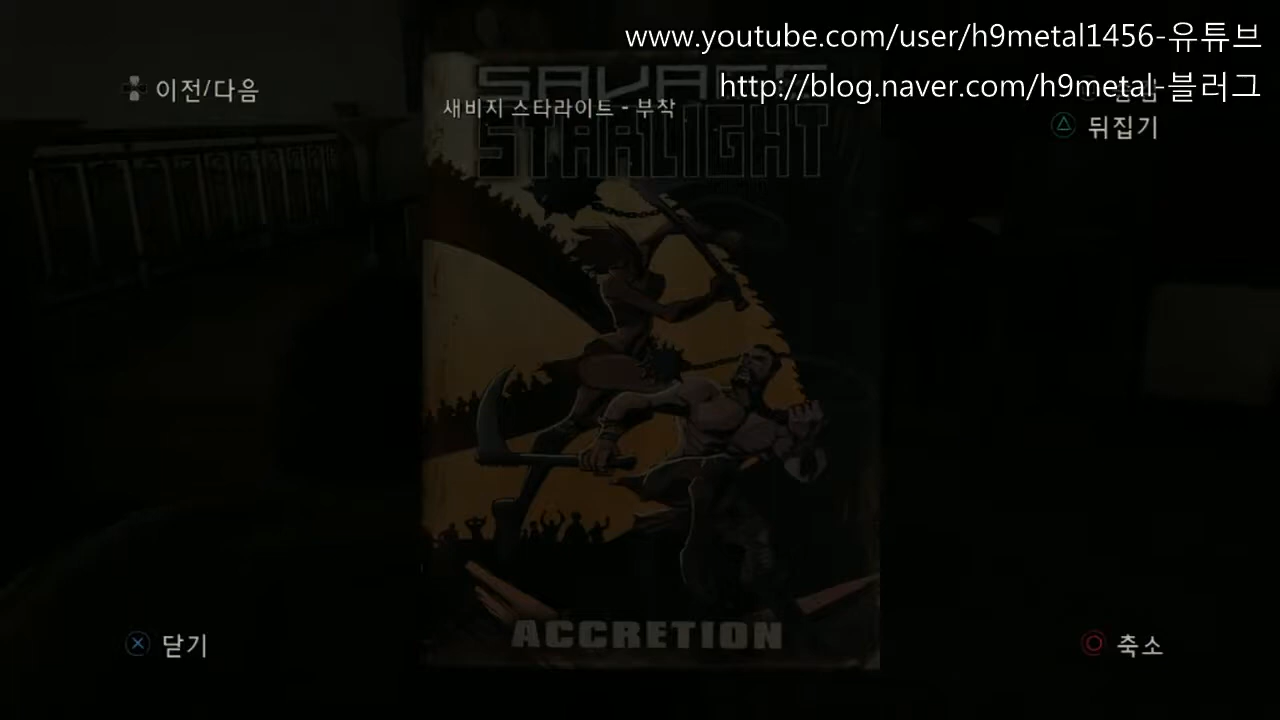 www.youtube.com/user/h9metal1456-유튜브
http://blog.naver.com/h9metal-블러그
이전/다음
새비지 스타라이트 - 부착
뒤집기
SAVAGE
STARLIGHT
ACCRETION
닫기
축소